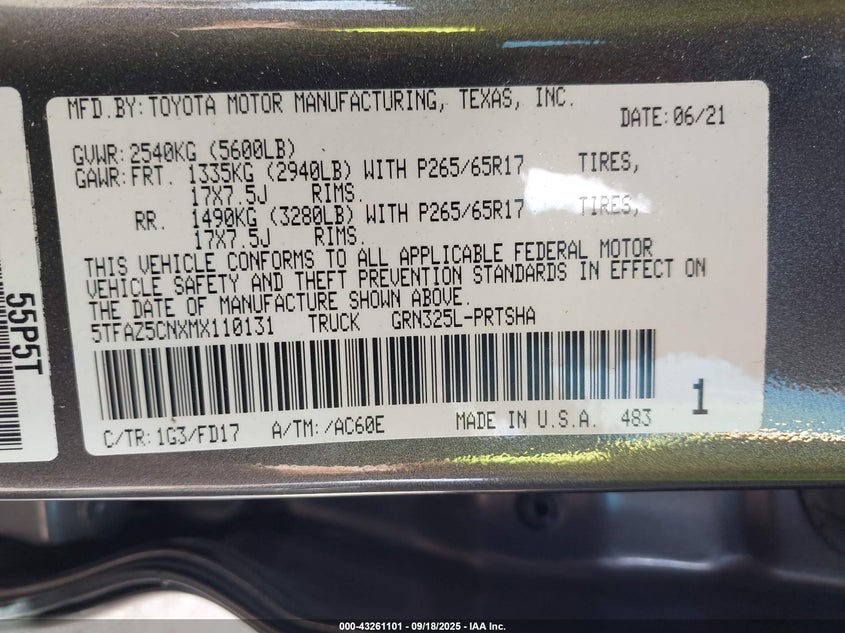 MFD.BY:TOYOTA MOTOR MANUFACTURING, TEXAS, INC.
DATE:06/21
GVWR:2540KG (5600LB)
GAWR:FRT. 1335KG (2940LB) WITH P265/65R17 TIRES,
17X7.5J RIMS.
RR. 1490KG (3280LB) WITH P265/65R17 TIRES,
17X7.5J RIMS.
THIS VEHICLE CONFORMS TO ALL APPLICABLE FEDERAL MOTOR
VEHICLE SAFETY AND THEFT PREVENTION STANDARDS IN EFFECT ON
THE DATE OF MANUFACTURE SHOWN ABOVE.
5TFAZ5CNXMX110131 TRUCK GRN325L-PRTSHA
1
C/TR:1G3/FD17 A/TM:/AC60E MADE IN U.S.A. 483
55P5T
000-43261101 - 09/18/2025 - IAA Inc.